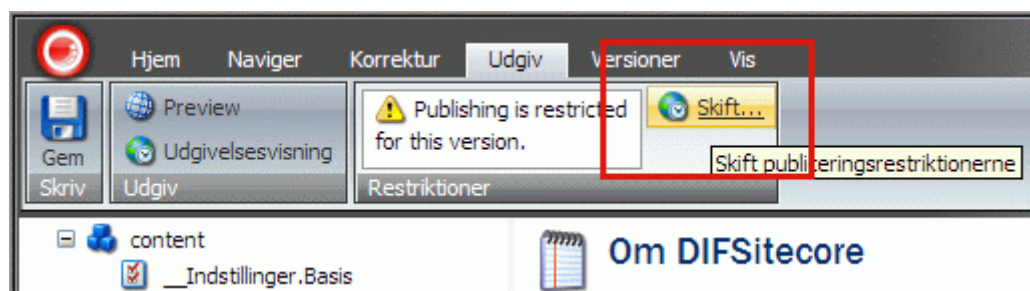 Hjem Naviger Korrektur Udgiv Versioner Vis
Preview
Publishing is restricted
for this version.
Skift...
Gem
Udgivelsesvisning
Skift publiceringsrestriktionerne
Skriv Udgiv Restriktioner
content
__Indstillinger.Basis
Om DIFSitecore